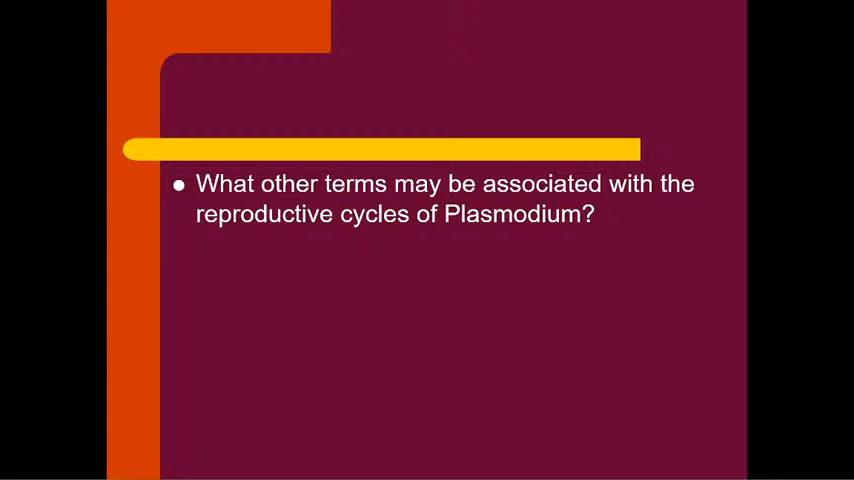 ● What other terms may be associated with the
reproductive cycles of Plasmodium?